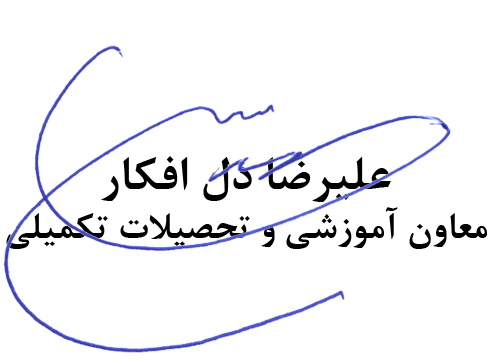 علیرضا دل افکار
معاون آموزشی و تحصیلات تکمیلی